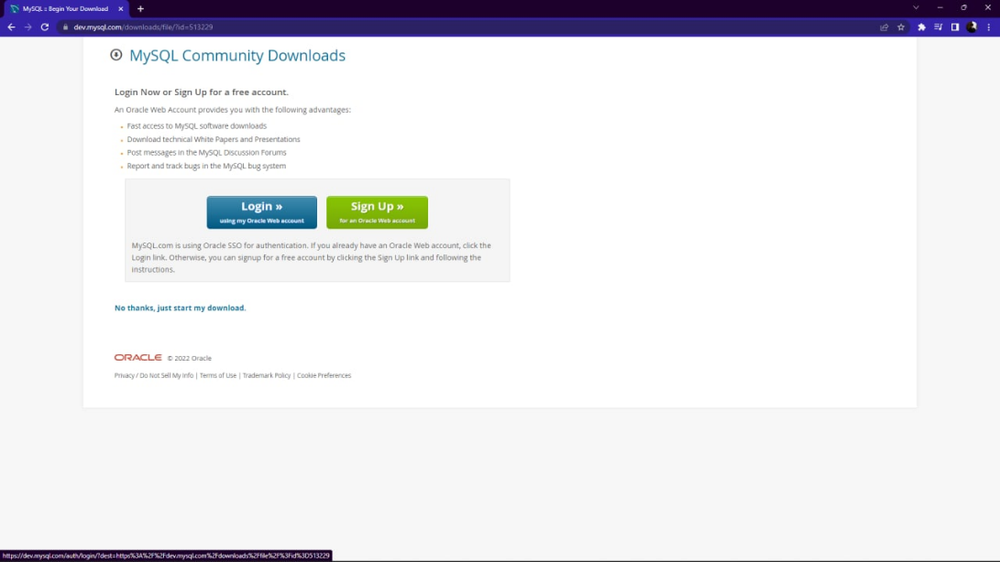 MySQL :: Begin Your Download
dev.mysql.com/downloads/file/?id=513229
MySQL Community Downloads
Login Now or Sign Up for a free account.
An Oracle Web Account provides you with the following advantages:
Fast access to MySQL software downloads
Download technical White Papers and Presentations
Post messages in the MySQL Discussion Forums
Report and track bugs in the MySQL bug system
Login »
using my Oracle Web account
Sign Up »
for an Oracle Web account
MySQL.com is using Oracle SSO for authentication. If you already have an Oracle Web account, click the
Login link. Otherwise, you can signup for a free account by clicking the Sign Up link and following the
instructions.
No thanks, just start my download.
ORACLE © 2022 Oracle
Privacy / Do Not Sell My Info | Terms of Use | Trademark Policy | Cookie Preferences
https://dev.mysql.com/auth/login/?dest=https%3A%2F%2Fdev.mysql.com%2Fdownloads%2Ffile%2F%3Fid%3D513229